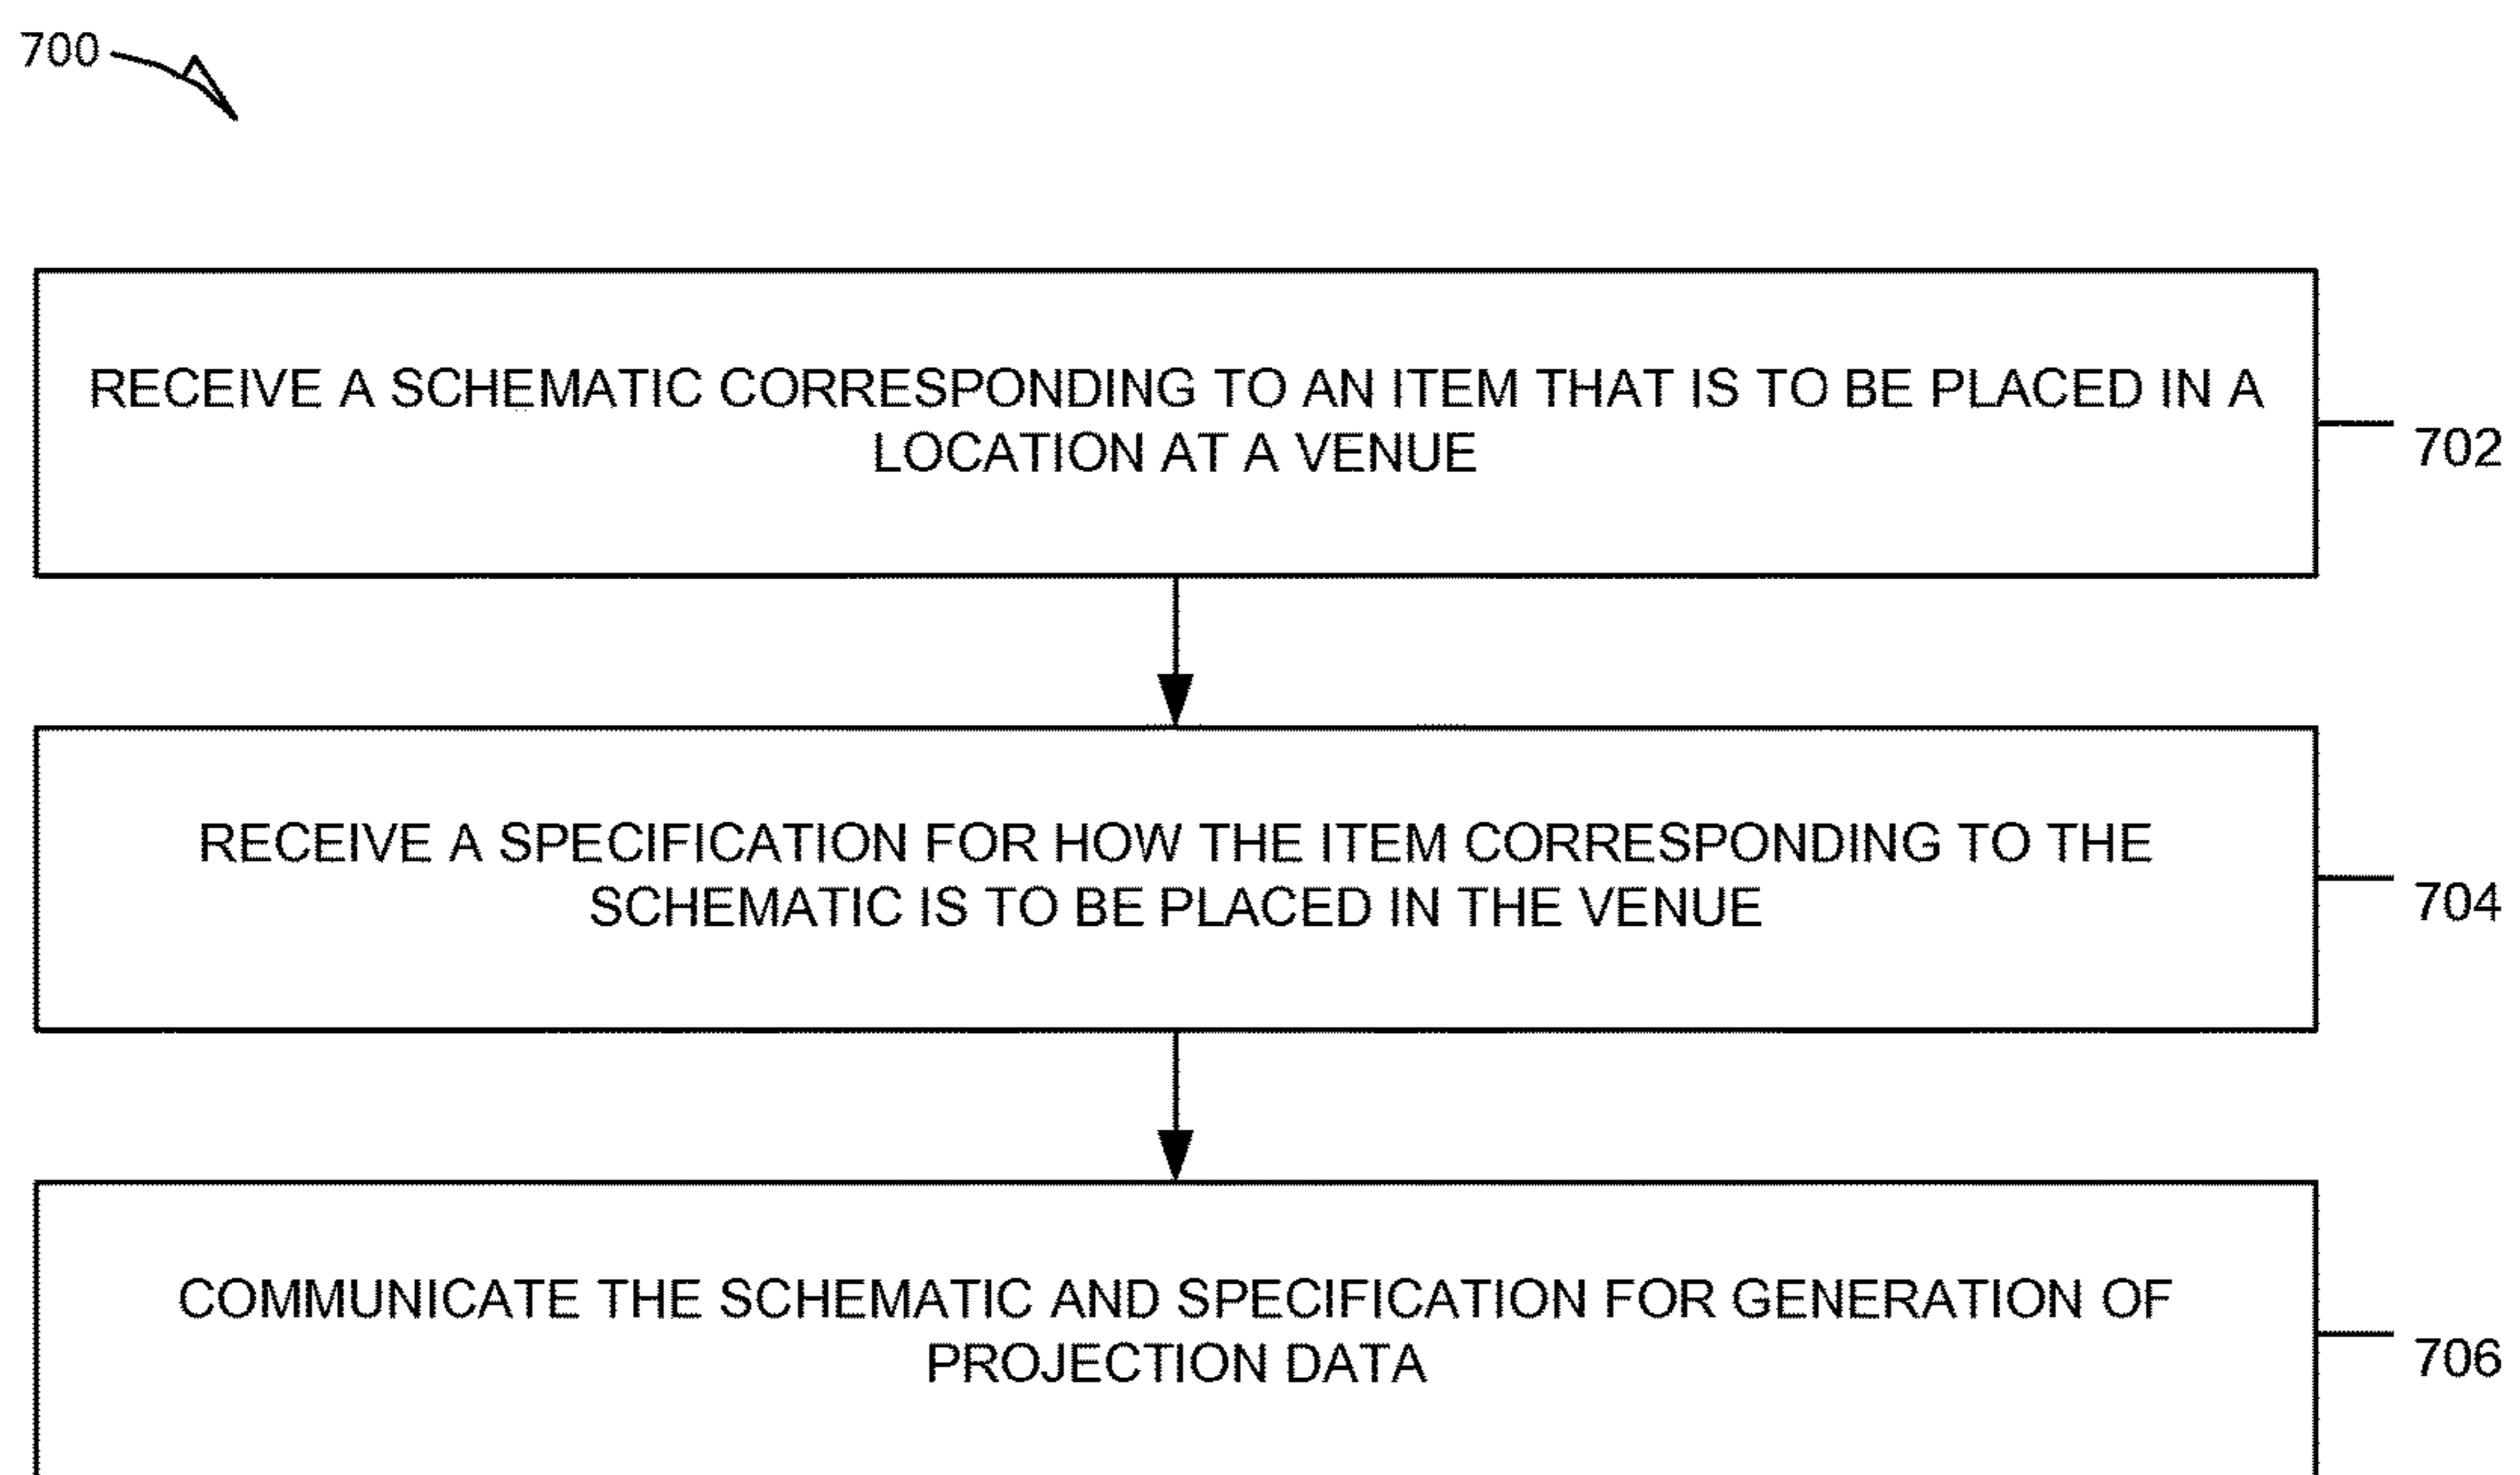 700
RECEIVE A SCHEMATIC CORRESPONDING TO AN ITEM THAT IS TO BE PLACED IN A
LOCATION AT A VENUE
702
RECEIVE A SPECIFICATION FOR HOW THE ITEM CORRESPONDING TO THE
SCHEMATIC IS TO BE PLACED IN THE VENUE
704
COMMUNICATE THE SCHEMATIC AND SPECIFICATION FOR GENERATION OF
PROJECTION DATA
706